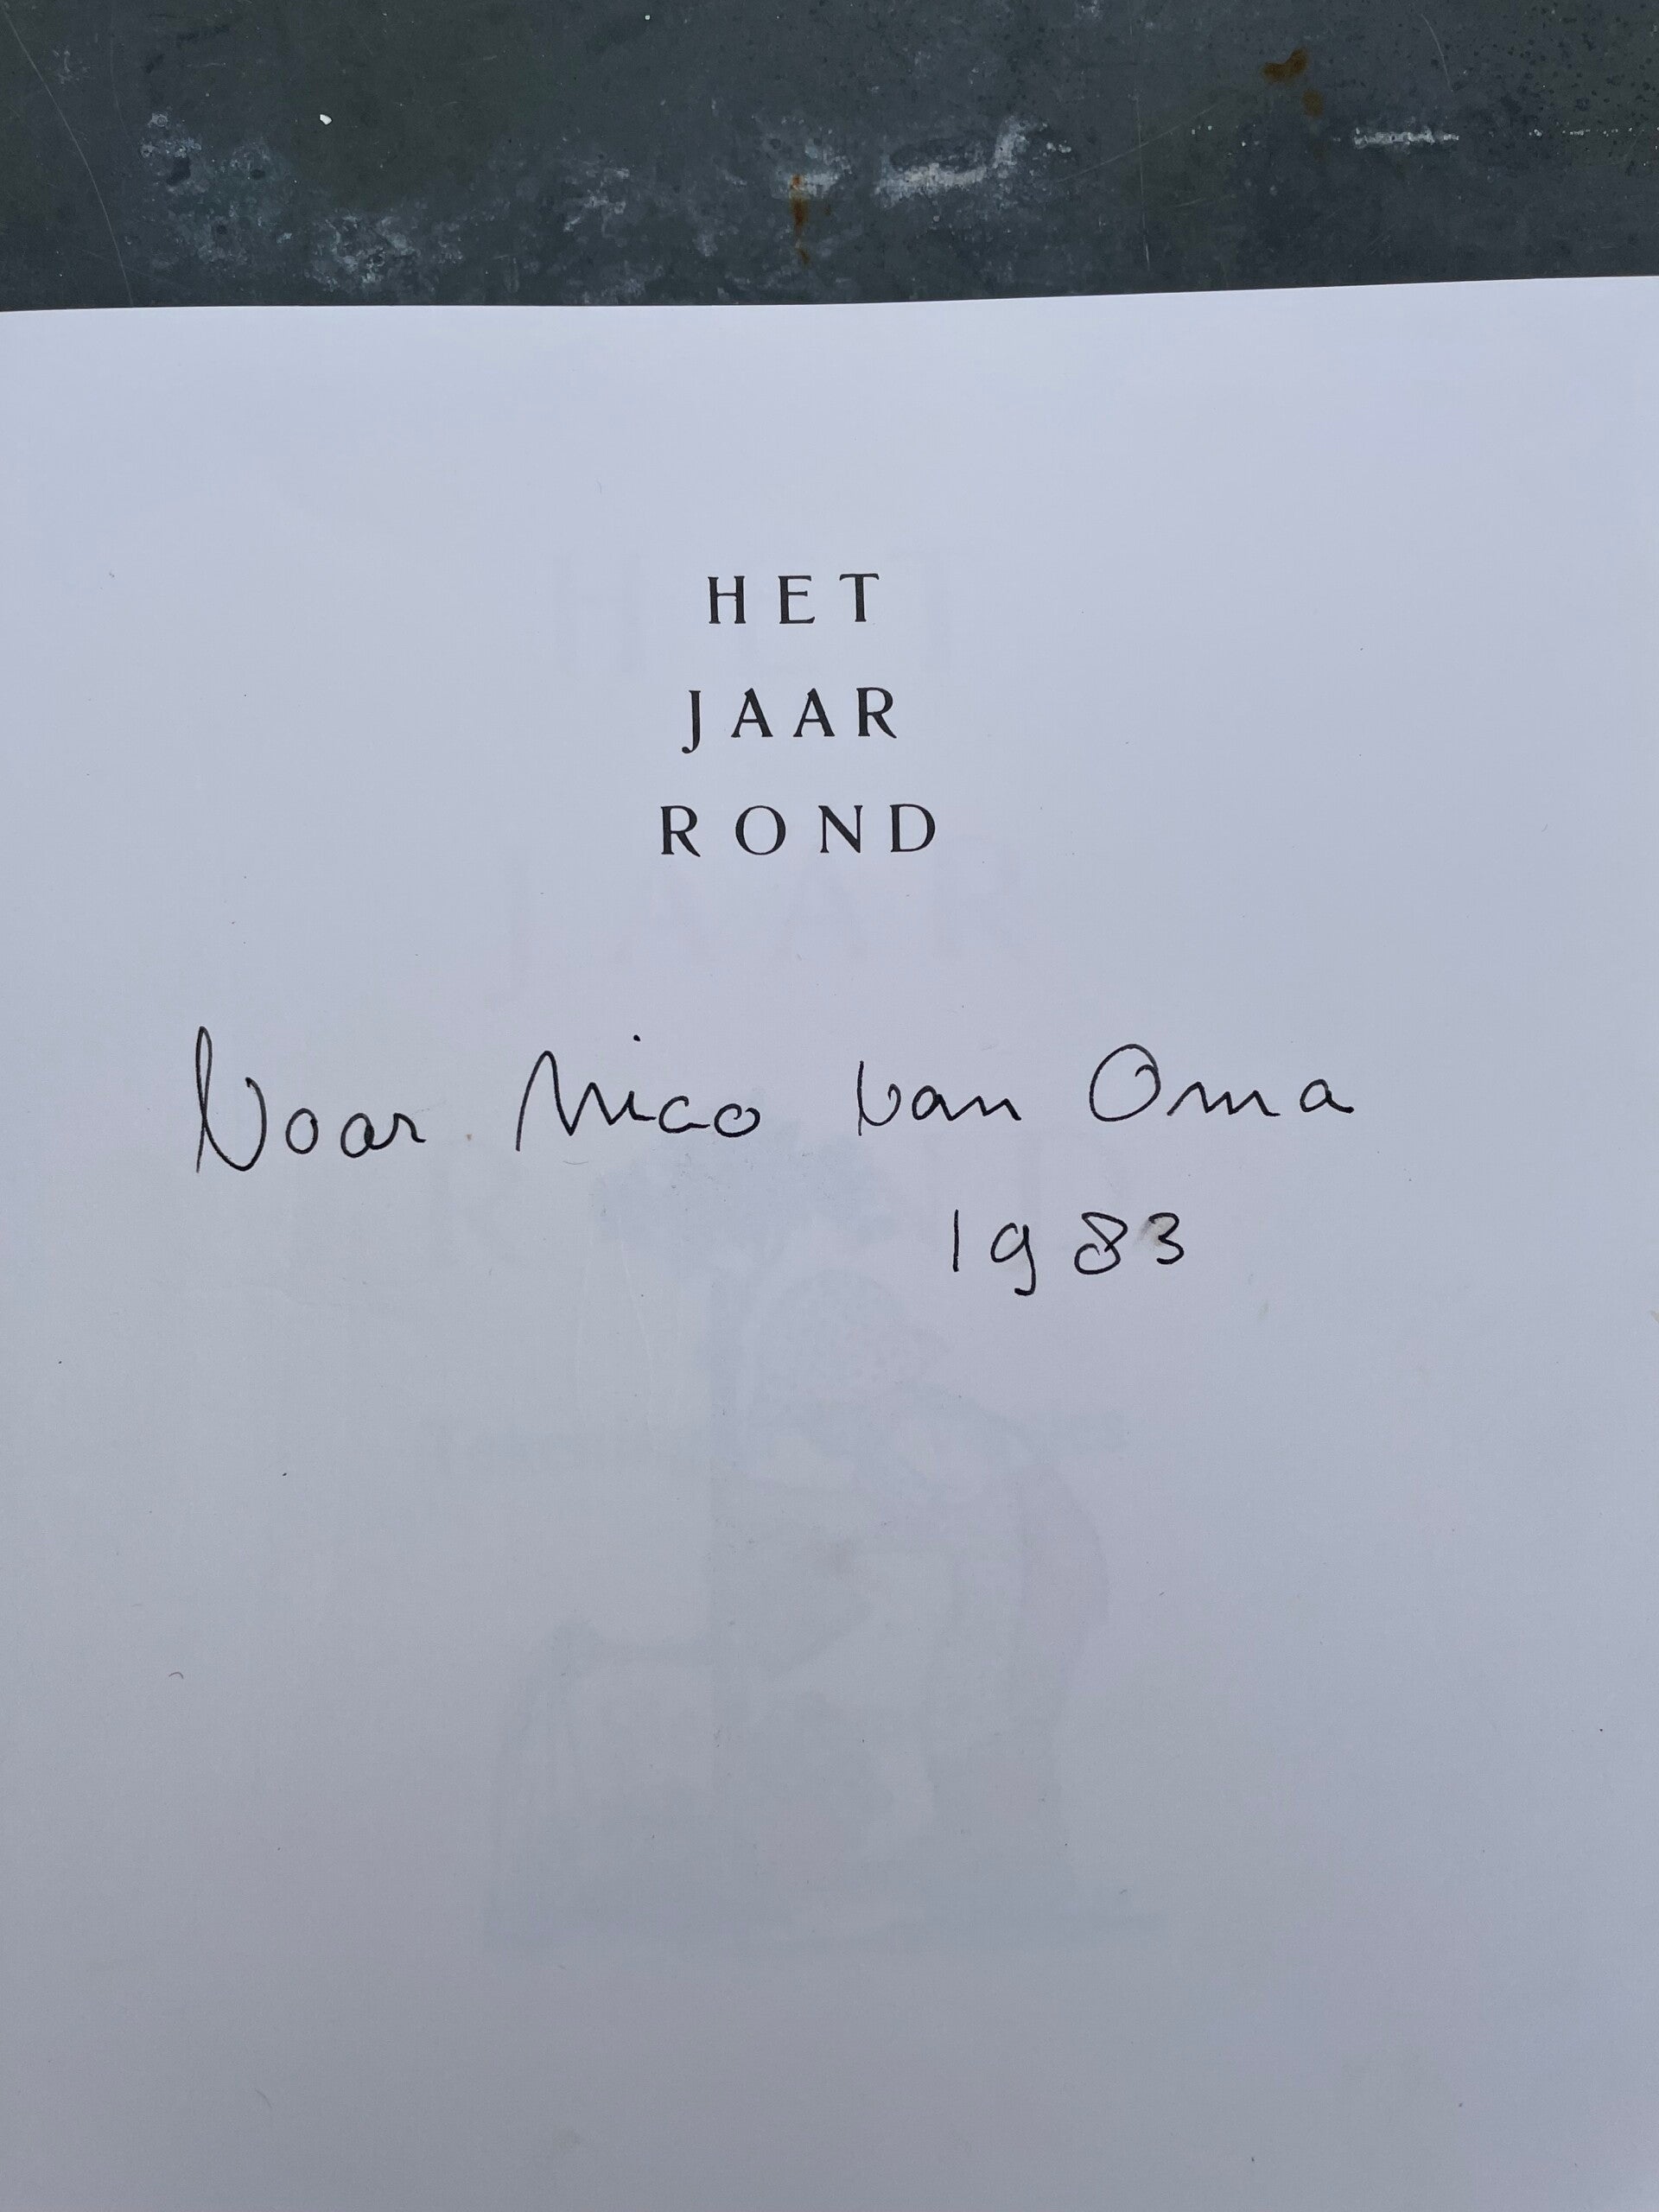 HET
JAAR
ROND
Voor Nico van Oma
1983